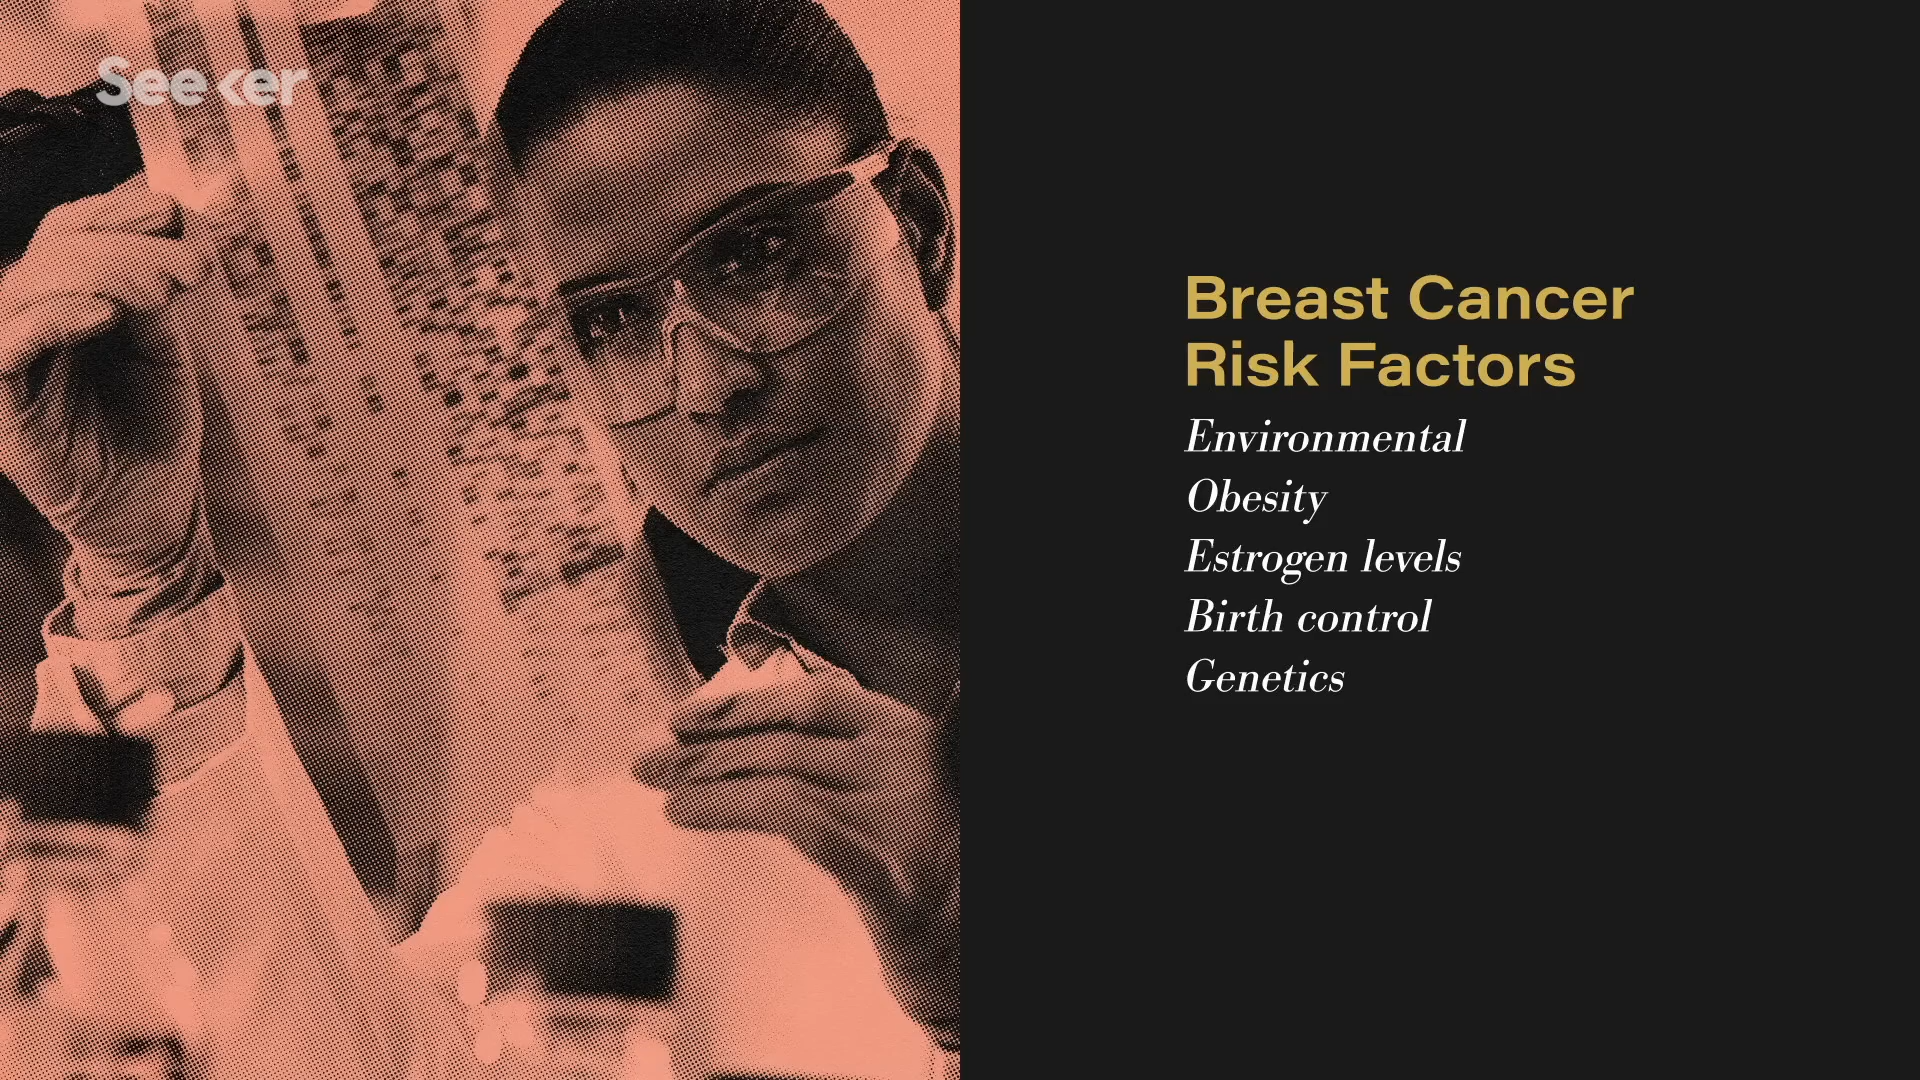 Seeker
Breast Cancer
Risk Factors
Environmental
Obesity
Estrogen levels
Birth control
Genetics